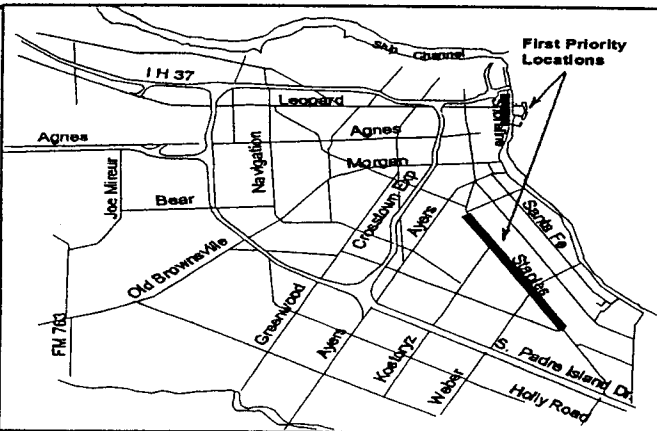 First Priority
Locations
Ship Channel
I H 37
Leopard
Shoreline
Agnes
Agnes
Navigation
Morgan
Joe Mireur
Bear
Crosstown Exp
Ayers
Santa Fe
Staples
Old Brownsville
Greenwood
Ayers
Kostoryz
Weber
S. Padre Island Dr.
Holly Road
FM 763